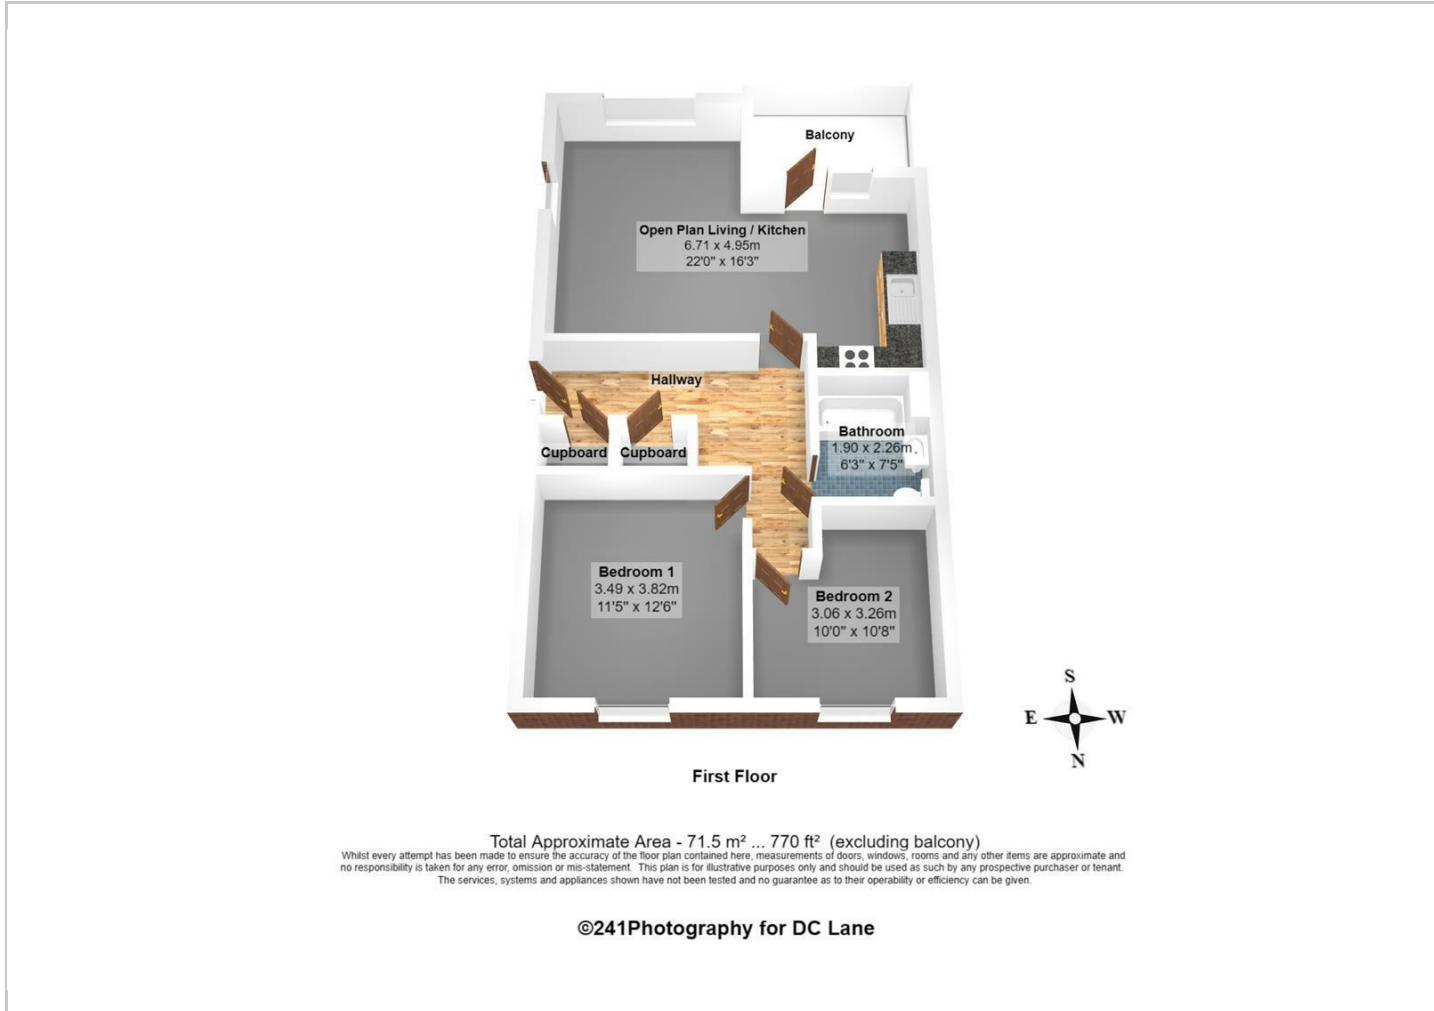 Balcony
Open Plan Living / Kitchen
6.71 x 4.95m
22'0" x 16'3"
Hallway
Bathroom
1.90 x 2.26m
6'3" x 7'5"
Cupboard
Cupboard
Bedroom 1
3.49 x 3.82m
11'5" x 12'6"
Bedroom 2
3.06 x 3.26m
10'0" x 10'8"
S
E
W
N
First Floor
Total Approximate Area - 71.5 m² ... 770 ft² (excluding balcony)
Whilst every attempt has been made to ensure the accuracy of the floor plan contained here, measurements of doors, windows, rooms and any other items are approximate and
no responsibility is taken for any error, omission or mis-statement. This plan is for illustrative purposes only and should be used as such by any prospective purchaser or tenant.
The services, systems and appliances shown have not been tested and no guarantee as to their operability or efficiency can be given.
©241Photography for DC Lane